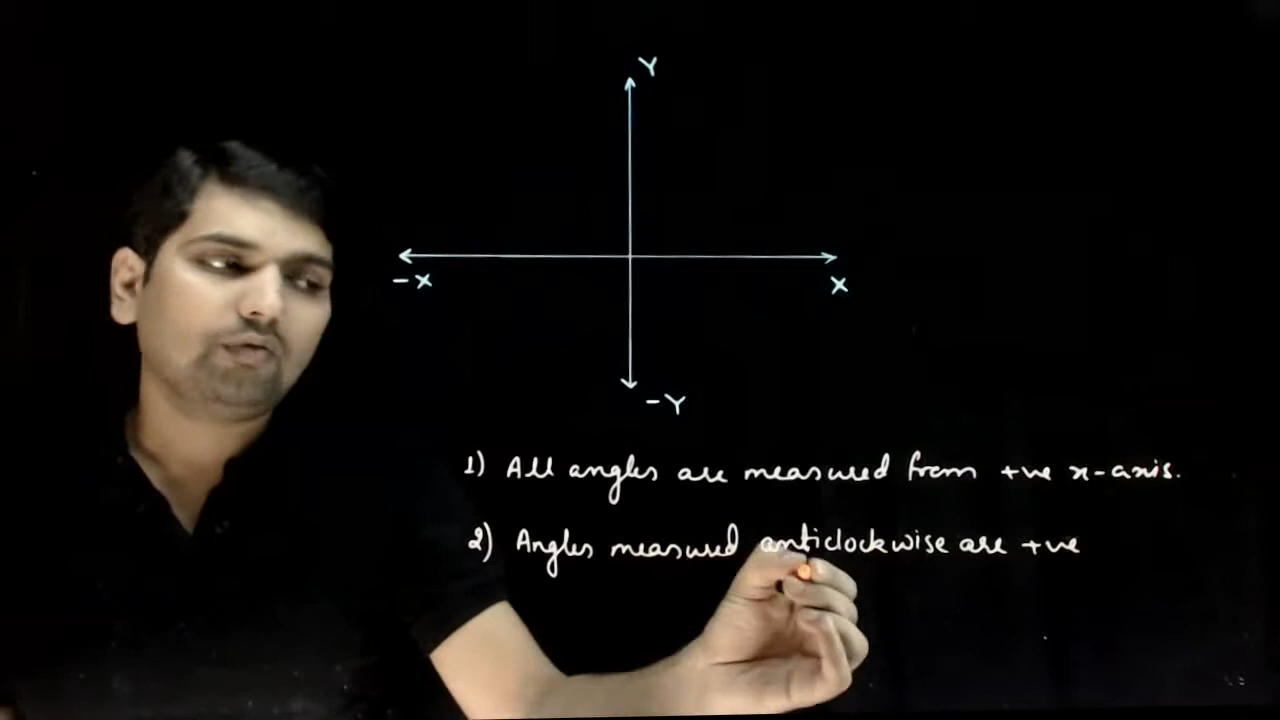 Y
-X
X
-Y
1) All angles are measured from +ve x-axis.
2) Angles measured anticlockwise are +ve